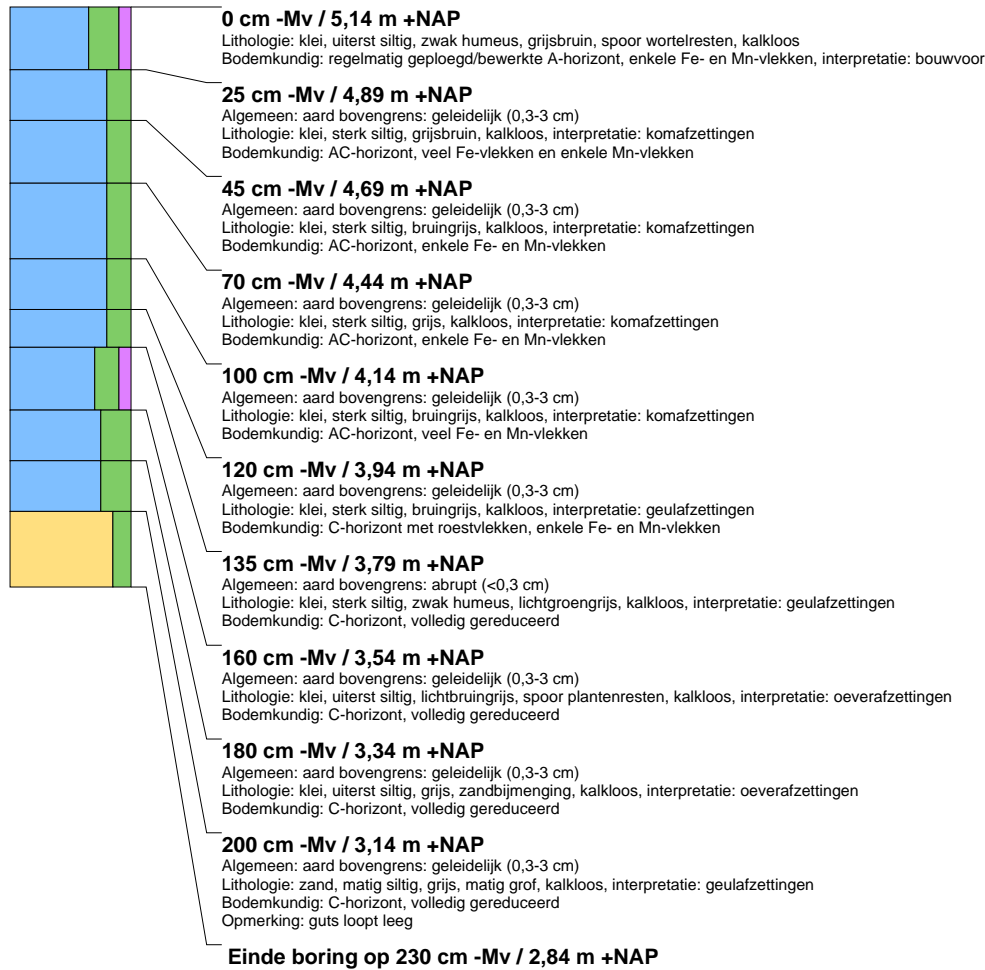 0 cm -Mv / 5,14 m +NAP
Lithologie: klei, uiterst siltig, zwak humeus, grijsbruin, spoor wortelresten, kalkloos
Bodemkundig: regelmatig geploegd/bewerkte A-horizont, enkele Fe- en Mn-vlekken, interpretatie: bouwvoor
25 cm -Mv / 4,89 m +NAP
Algemeen: aard bovengrens: geleidelijk (0,3-3 cm)
Lithologie: klei, sterk siltig, grijsbruin, kalkloos, interpretatie: komafzettingen
Bodemkundig: AC-horizont, veel Fe-vlekken en enkele Mn-vlekken
45 cm -Mv / 4,69 m +NAP
Algemeen: aard bovengrens: geleidelijk (0,3-3 cm)
Lithologie: klei, sterk siltig, bruingrijs, kalkloos, interpretatie: komafzettingen
Bodemkundig: AC-horizont, enkele Fe- en Mn-vlekken
70 cm -Mv / 4,44 m +NAP
Algemeen: aard bovengrens: geleidelijk (0,3-3 cm)
Lithologie: klei, sterk siltig, grijs, kalkloos, interpretatie: komafzettingen
Bodemkundig: AC-horizont, enkele Fe- en Mn-vlekken
100 cm -Mv / 4,14 m +NAP
Algemeen: aard bovengrens: geleidelijk (0,3-3 cm)
Lithologie: klei, sterk siltig, bruingrijs, kalkloos, interpretatie: komafzettingen
Bodemkundig: AC-horizont, veel Fe- en Mn-vlekken
120 cm -Mv / 3,94 m +NAP
Algemeen: aard bovengrens: geleidelijk (0,3-3 cm)
Lithologie: klei, sterk siltig, bruingrijs, kalkloos, interpretatie: geulafzettingen
Bodemkundig: C-horizont met roestvlekken, enkele Fe- en Mn-vlekken
135 cm -Mv / 3,79 m +NAP
Algemeen: aard bovengrens: abrupt (<0,3 cm)
Lithologie: klei, sterk siltig, zwak humeus, lichtgroengrijs, kalkloos, interpretatie: geulafzettingen
Bodemkundig: C-horizont, volledig gereduceerd
160 cm -Mv / 3,54 m +NAP
Algemeen: aard bovengrens: geleidelijk (0,3-3 cm)
Lithologie: klei, uiterst siltig, lichtbruingrijs, spoor plantenresten, kalkloos, interpretatie: oeverafzettingen
Bodemkundig: C-horizont, volledig gereduceerd
180 cm -Mv / 3,34 m +NAP
Algemeen: aard bovengrens: geleidelijk (0,3-3 cm)
Lithologie: klei, uiterst siltig, grijs, zandbijmenging, kalkloos, interpretatie: oeverafzettingen
Bodemkundig: C-horizont, volledig gereduceerd
200 cm -Mv / 3,14 m +NAP
Algemeen: aard bovengrens: geleidelijk (0,3-3 cm)
Lithologie: zand, matig siltig, grijs, matig grof, kalkloos, interpretatie: geulafzettingen
Bodemkundig: C-horizont, volledig gereduceerd
Opmerking: guts loopt leeg
Einde boring op 230 cm -Mv / 2,84 m +NAP